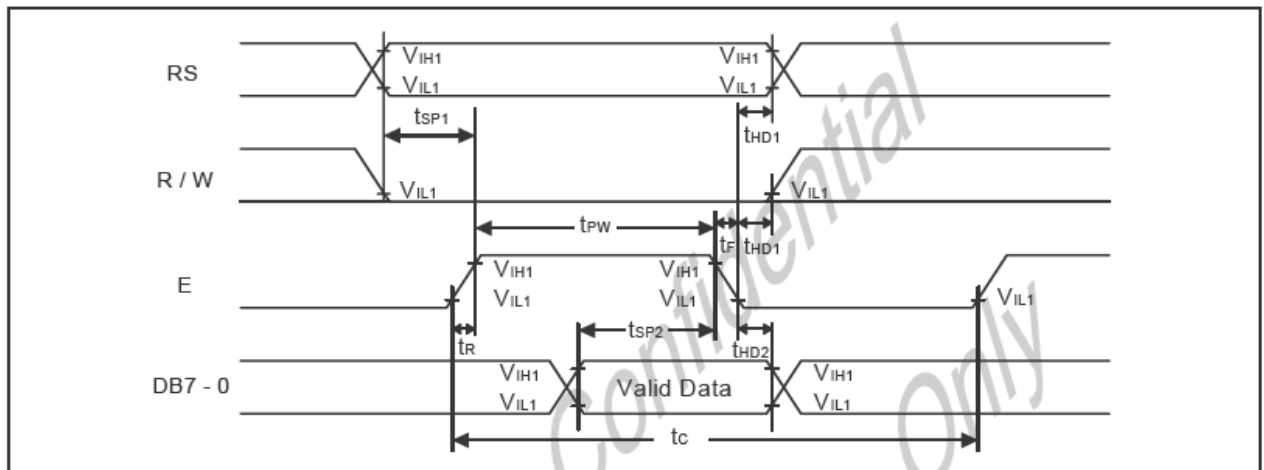 RS
VIH1
VIL1
VIH1
VIL1
tSP1
tHD1
R / W
VIL1
VIL1
tPW
tF
tHD1
E
VIH1
VIL1
VIH1
VIL1
VIL1
tR
tSP2
tHD2
DB7 - 0
VIH1
VIL1
Valid Data
VIH1
VIL1
tC
Confidential
Only